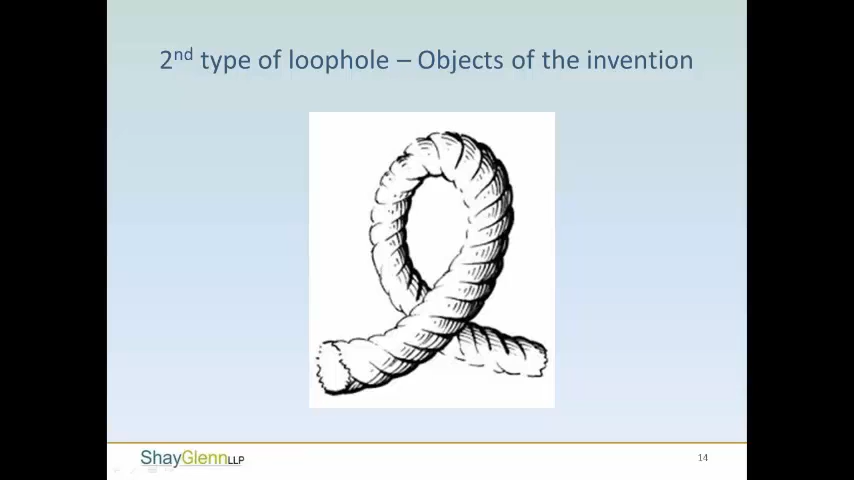 2nd type of loophole – Objects of the invention
ShayGlennLLP
14